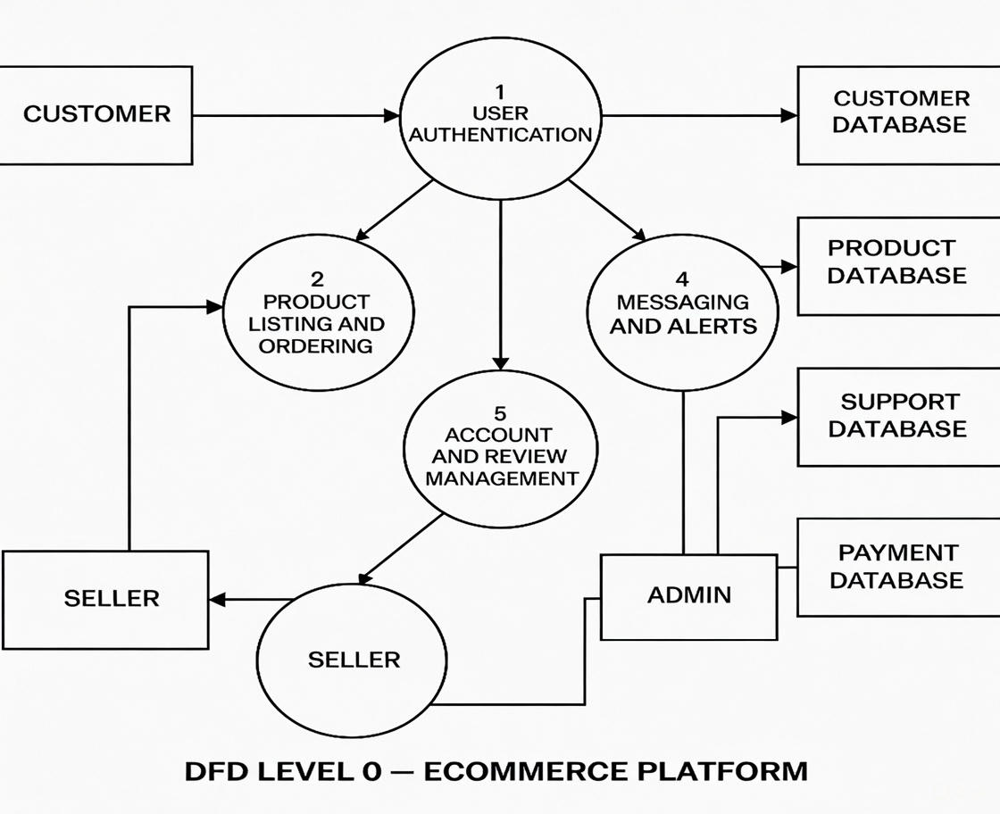 CUSTOMER
1
USER
AUTHENTICATION
CUSTOMER
DATABASE
2
PRODUCT
LISTING AND
ORDERING
4
MESSAGING
AND ALERTS
PRODUCT
DATABASE
5
ACCOUNT
AND REVIEW
MANAGEMENT
SUPPORT
DATABASE
SELLER
SELLER
ADMIN
PAYMENT
DATABASE
DFD LEVEL 0 — ECOMMERCE PLATFORM